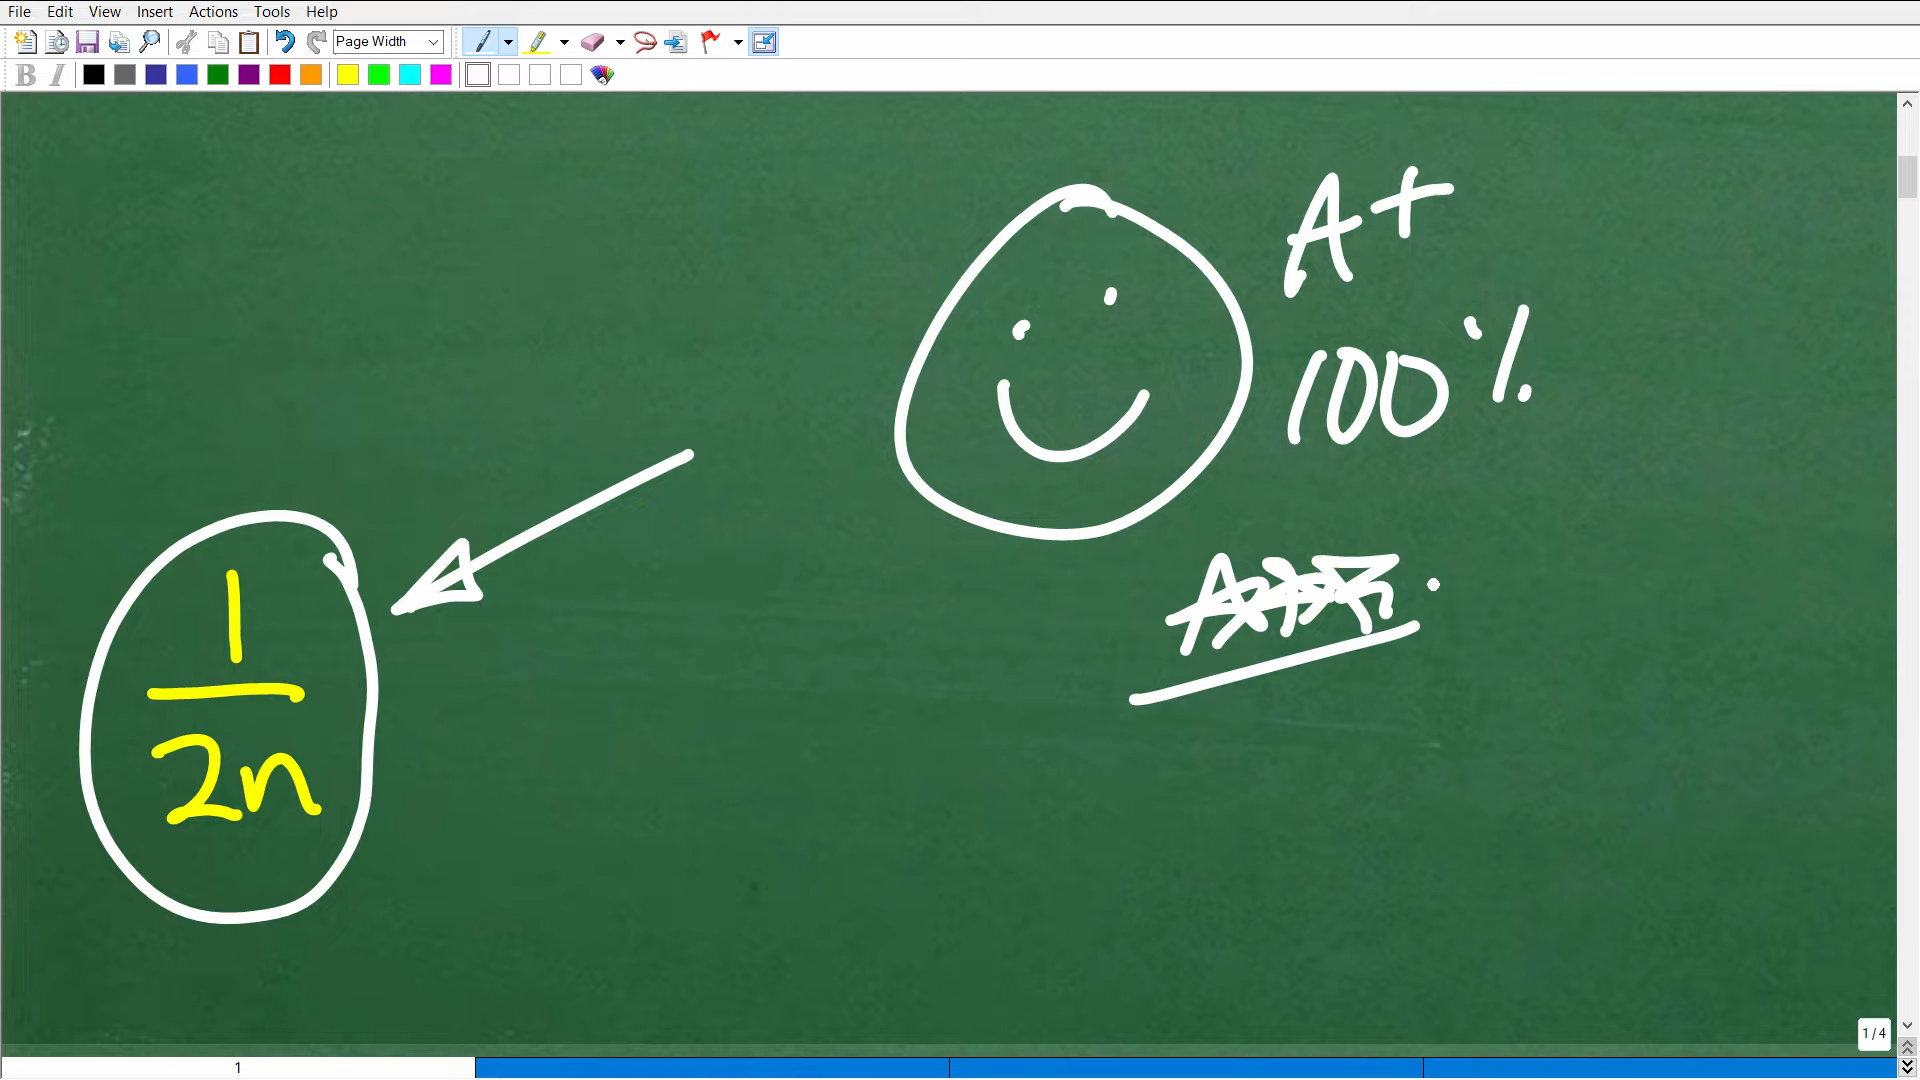 File Edit View Insert Actions Tools Help
Page Width
B I
A+
100%
1
2n
1/4
1